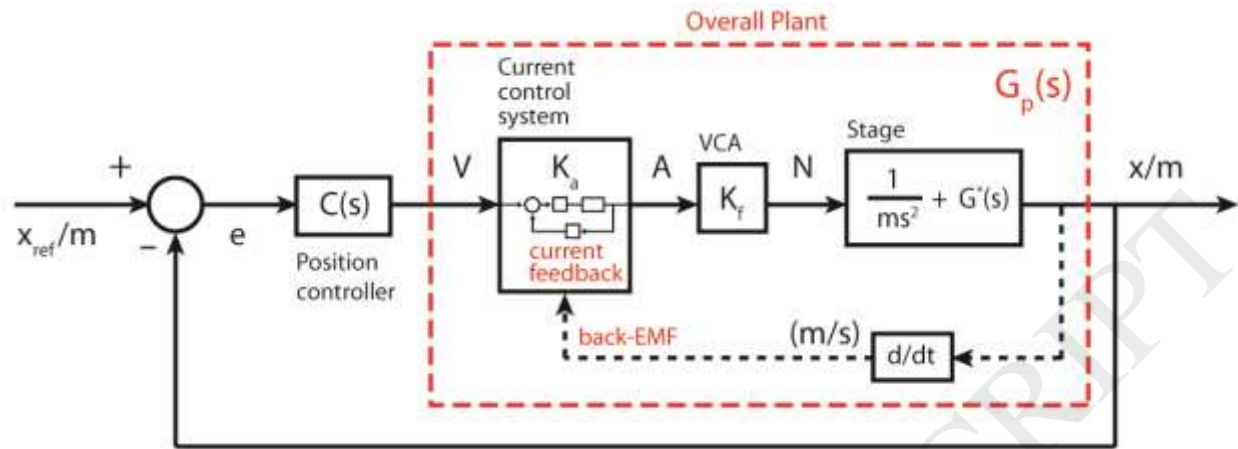 Overall Plant
Current
control
system
G_p(s)
VCA
Stage
+
V
K_a
A
K_f
N
1
ms² + G*(s)
x/m
C(s)
x_ref/m
−
e
current
feedback
Position
controller
back-EMF
(m/s)
d/dt